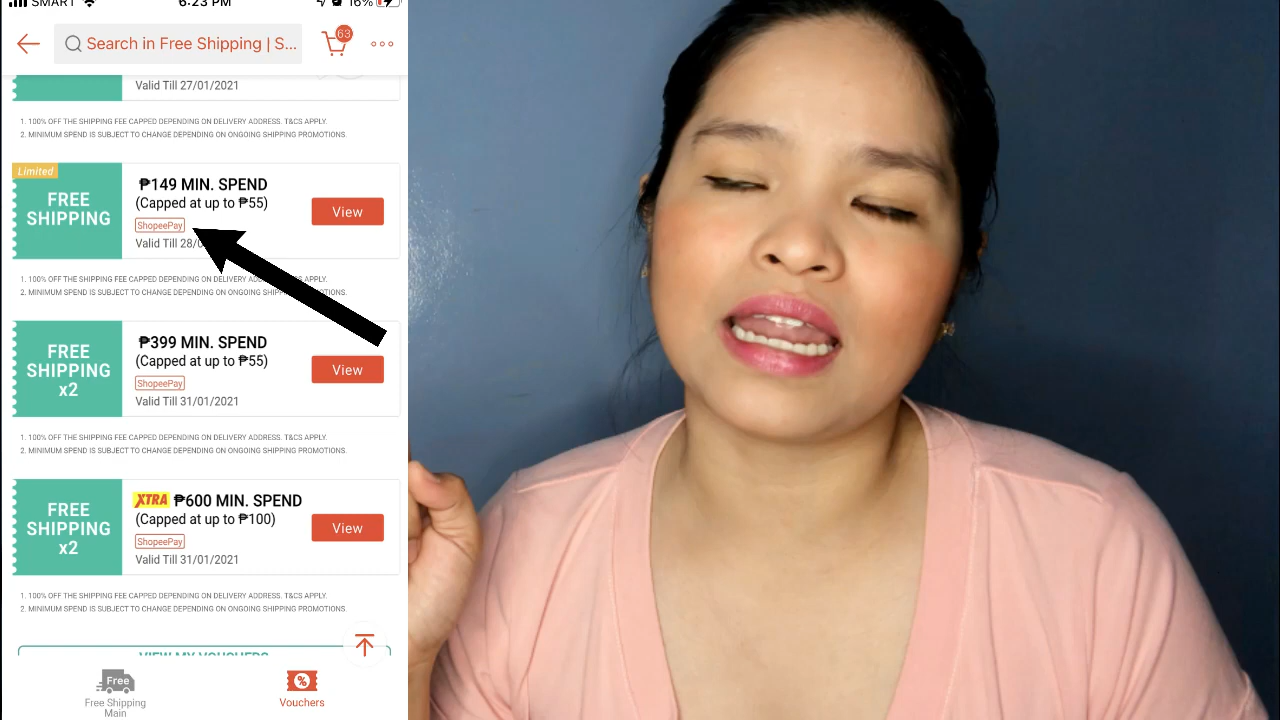 SMART 6:23 PM 16%
Search in Free Shipping | S... 63
Valid Till 27/01/2021
1. 100% OFF THE SHIPPING FEE CAPPED DEPENDING ON DELIVERY ADDRESS. T&CS APPLY.
2. MINIMUM SPEND IS SUBJECT TO CHANGE DEPENDING ON ONGOING SHIPPING PROMOTIONS.
Limited
FREE
SHIPPING
₱149 MIN. SPEND
(Capped at up to ₱55)
ShopeePay
Valid Till 28/0
View
1. 100% OFF THE SHIPPING FEE CAPPED DEPENDING ON DELIVERY ADDRESS. T&CS APPLY.
2. MINIMUM SPEND IS SUBJECT TO CHANGE DEPENDING ON ONGOING SHIPPING PROMOTIONS.
FREE
SHIPPING
x2
₱399 MIN. SPEND
(Capped at up to ₱55)
ShopeePay
Valid Till 31/01/2021
View
1. 100% OFF THE SHIPPING FEE CAPPED DEPENDING ON DELIVERY ADDRESS. T&CS APPLY.
2. MINIMUM SPEND IS SUBJECT TO CHANGE DEPENDING ON ONGOING SHIPPING PROMOTIONS.
FREE
SHIPPING
x2
XTRA ₱600 MIN. SPEND
(Capped at up to ₱100)
ShopeePay
Valid Till 31/01/2021
View
1. 100% OFF THE SHIPPING FEE CAPPED DEPENDING ON DELIVERY ADDRESS. T&CS APPLY.
2. MINIMUM SPEND IS SUBJECT TO CHANGE DEPENDING ON ONGOING SHIPPING PROMOTIONS.
VIEW MY VOUCHERS
Free
Free Shipping
Main
Vouchers